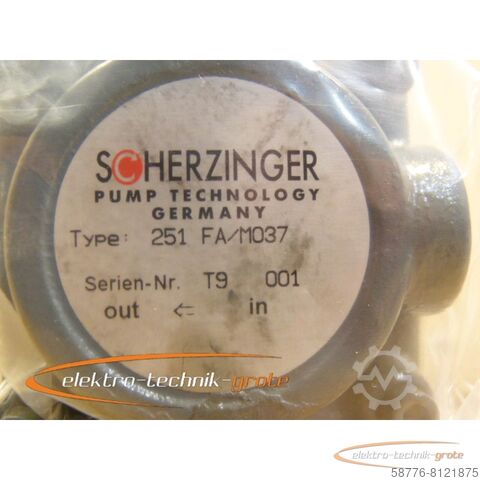 SCHERZINGER
PUMP TECHNOLOGY
GERMANY
Type: 251 FA/M037
Serien-Nr. T9 001
out ⇐ in
elektro-technik-grote
elektro-technik-grote
58776-8121875